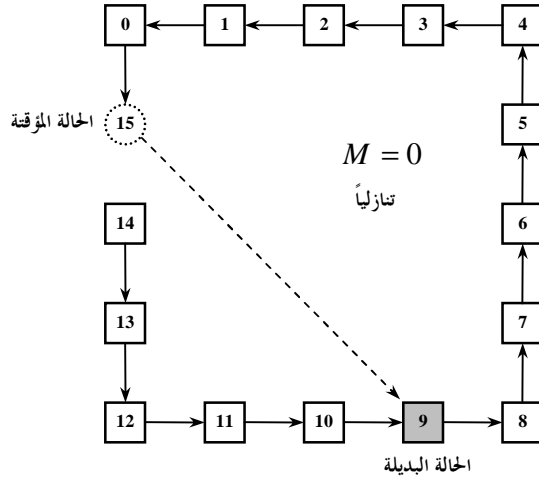 0 1 2 3 4
الحالة المؤقتة 15 5
M = 0
تنازلياً
14 6
13 7
12 11 10 9 8
الحالة البديلة